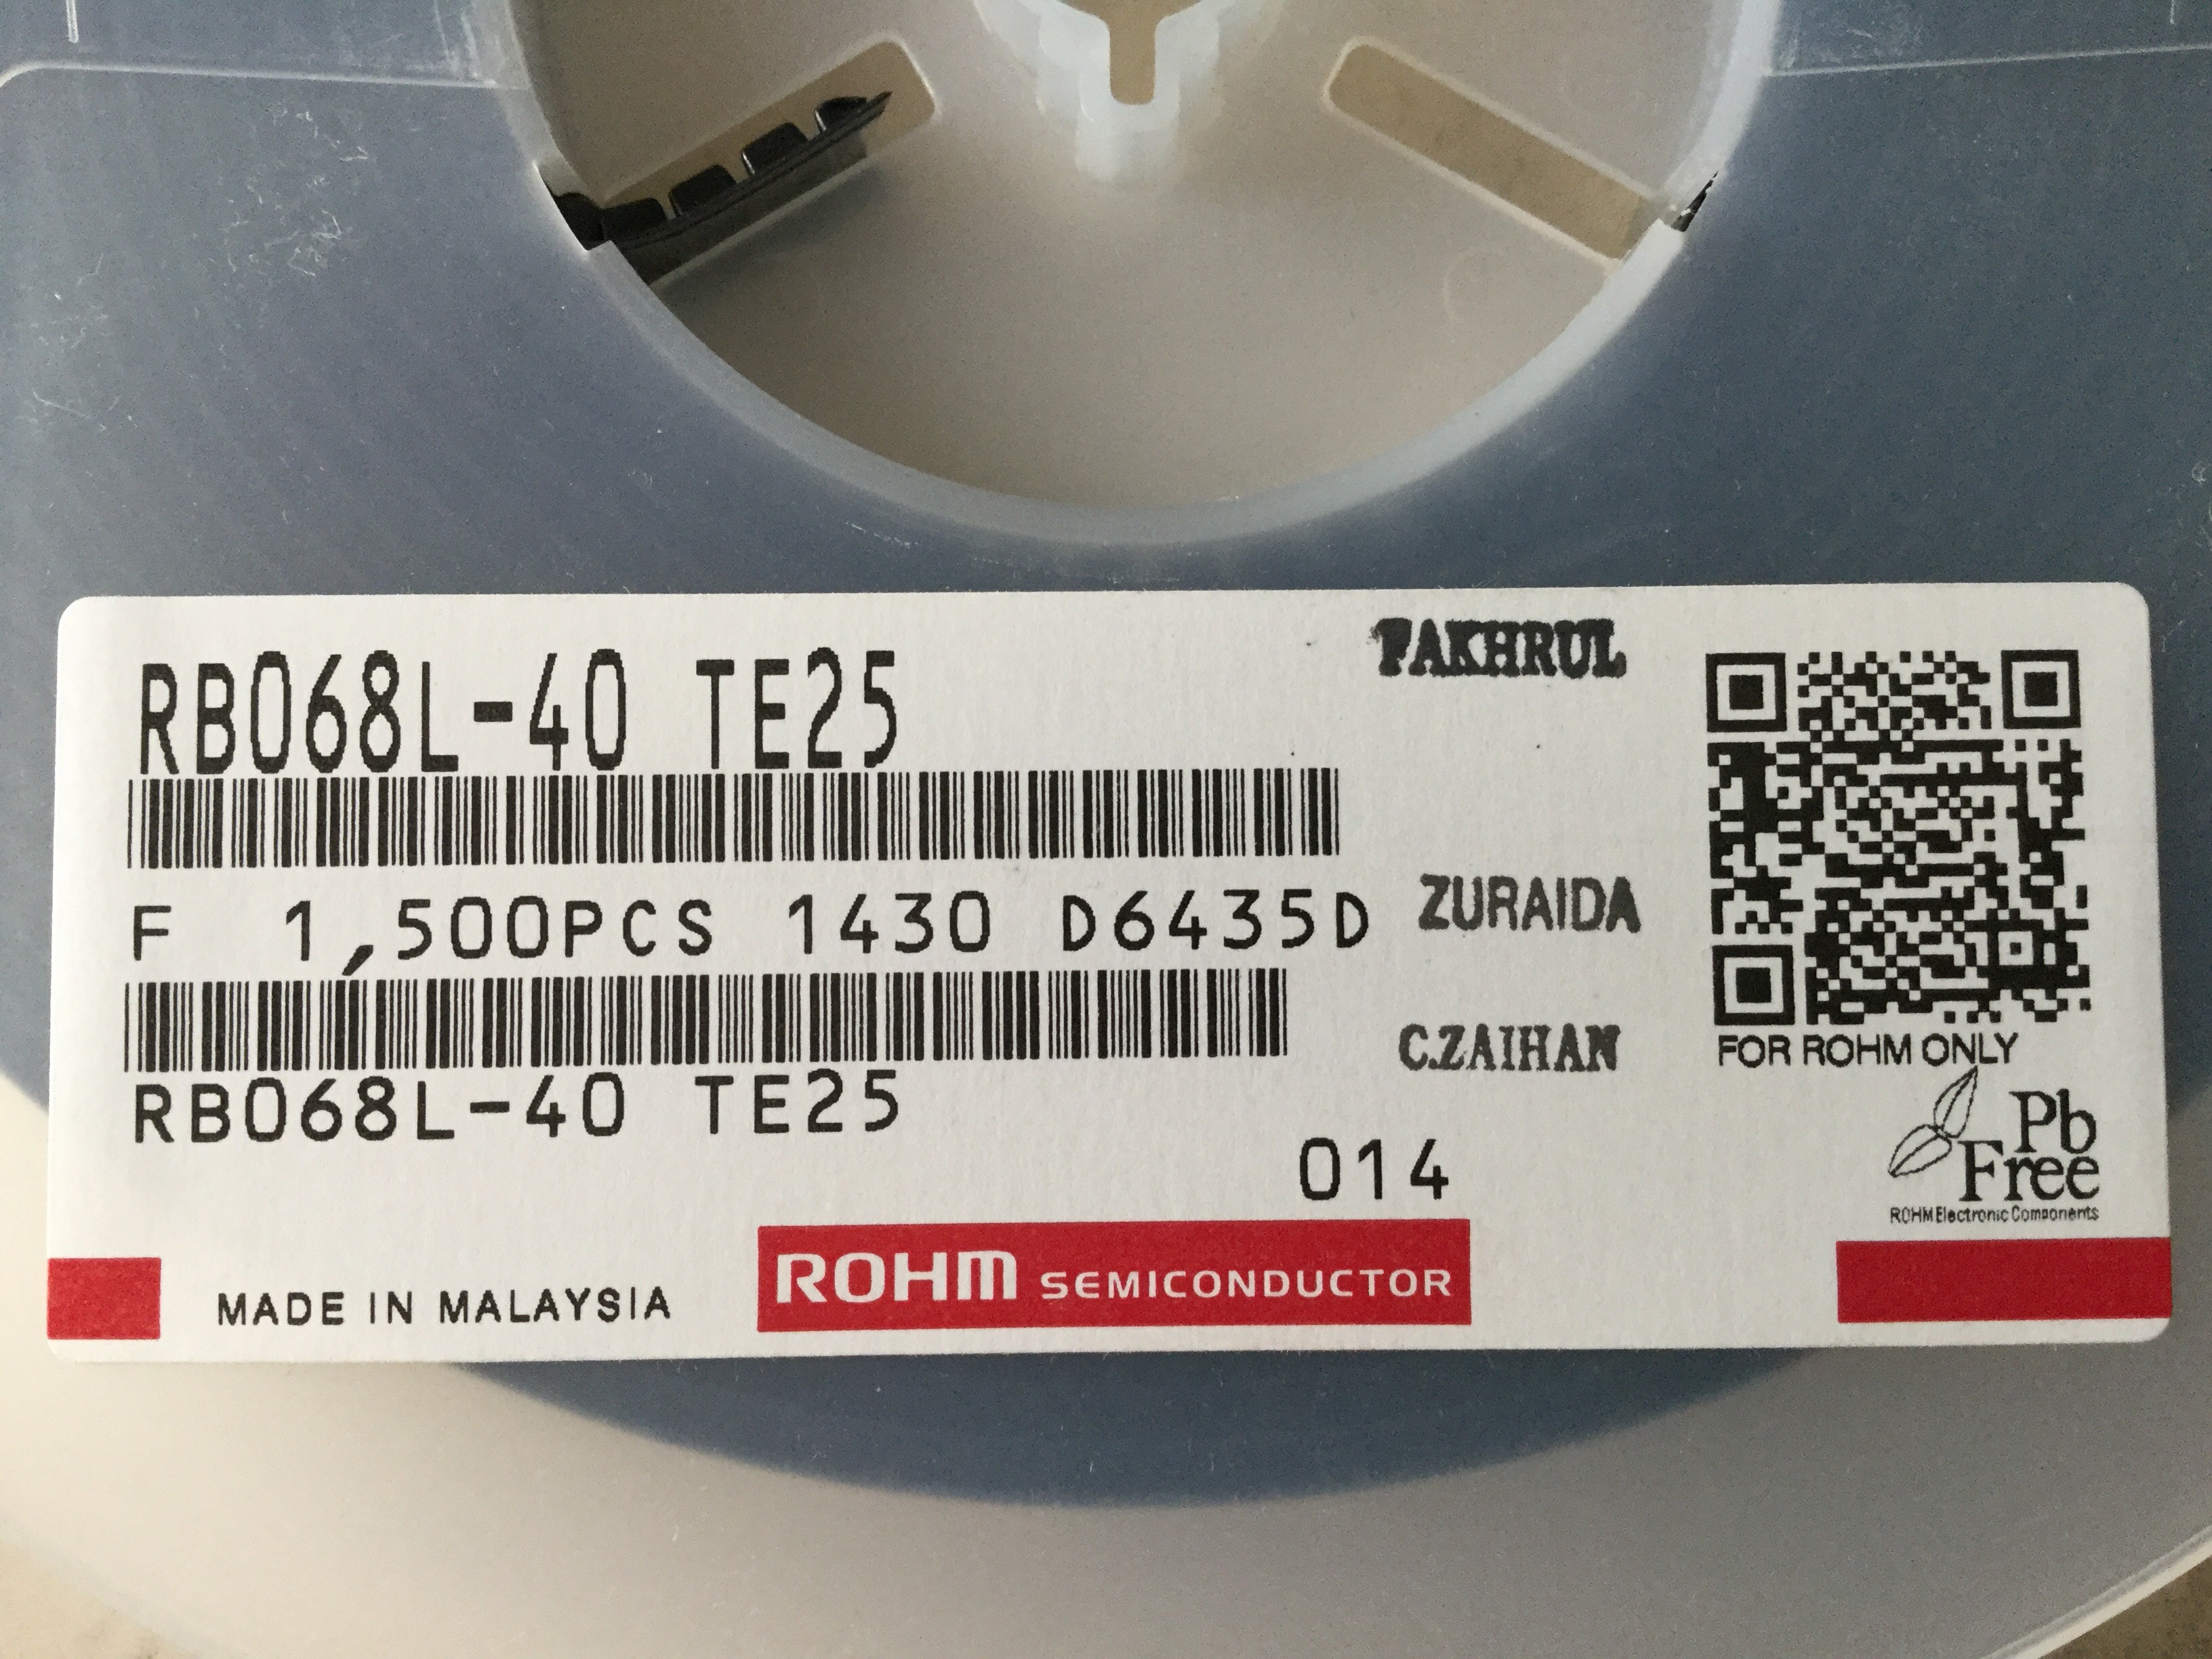 RB068L-40 TE25
FAKHRUL
F 1,500PCS 1430 D6435D
ZURAIDA
C.ZAIHAN
FOR ROHM ONLY
RB068L-40 TE25
014
Pb
Free
ROHM Electronic Components
MADE IN MALAYSIA
ROHM SEMICONDUCTOR